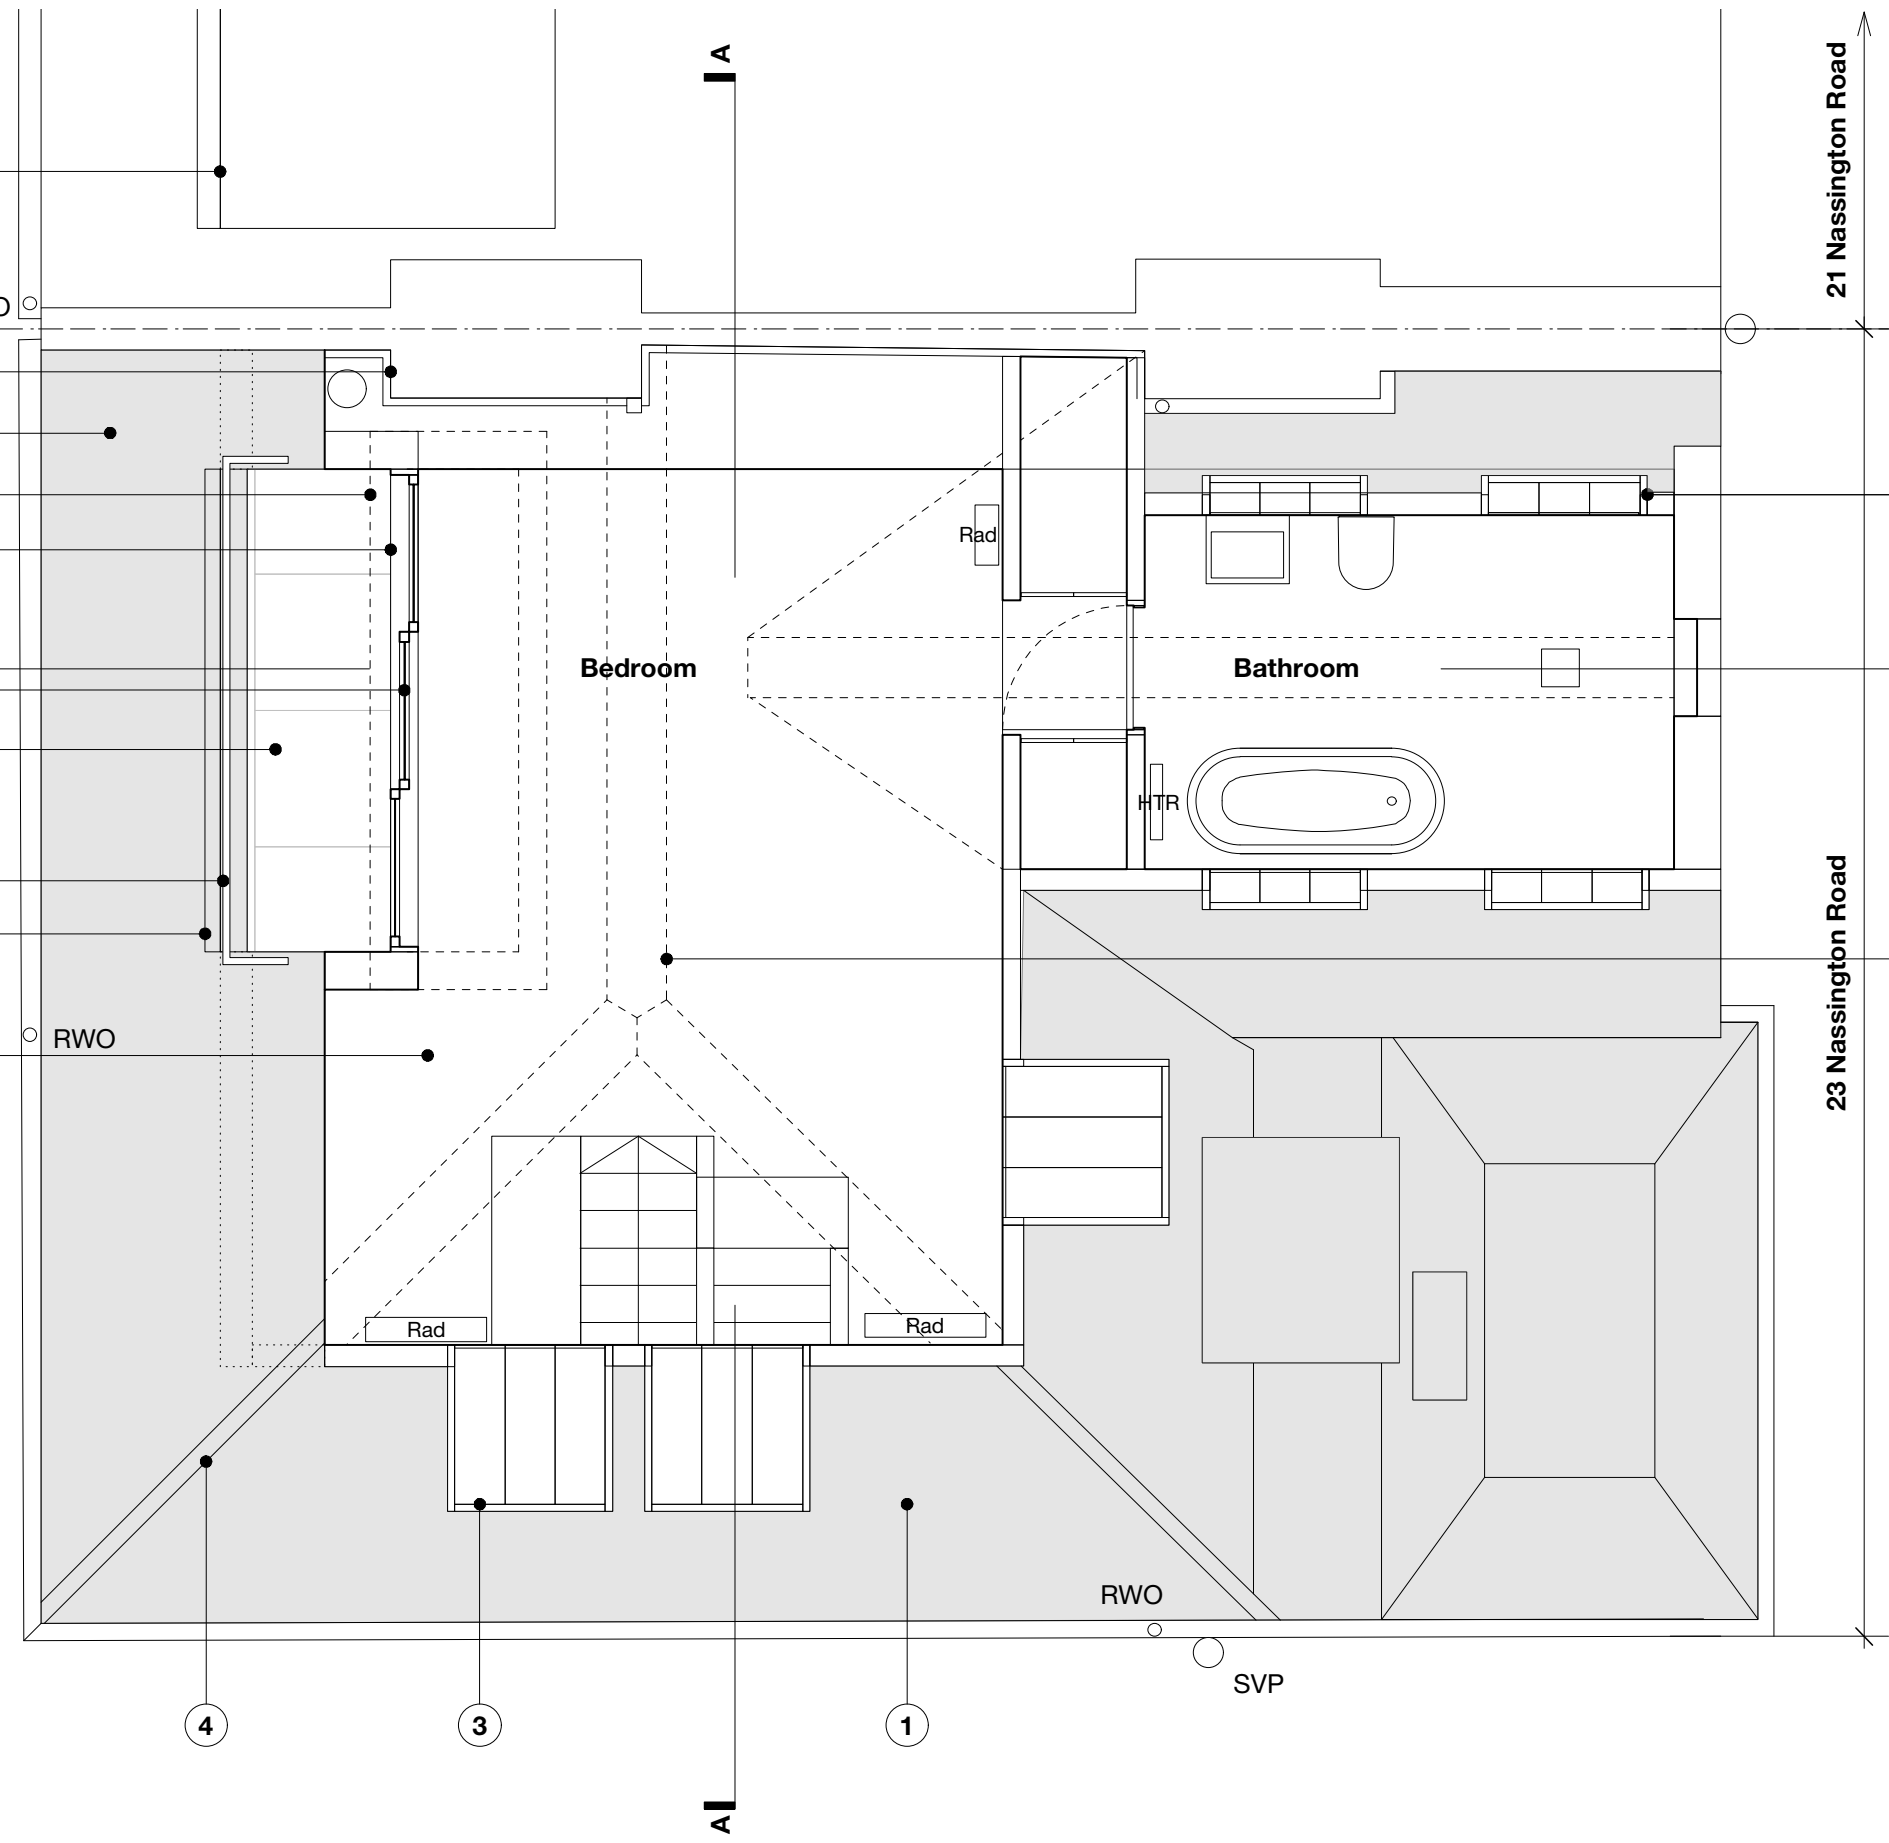 A
21 Nassington Road
O
Rad
Bedroom
Bathroom
HTR
23 Nassington Road
RWO
Rad
Rad
RWO
SVP
4
3
1
A